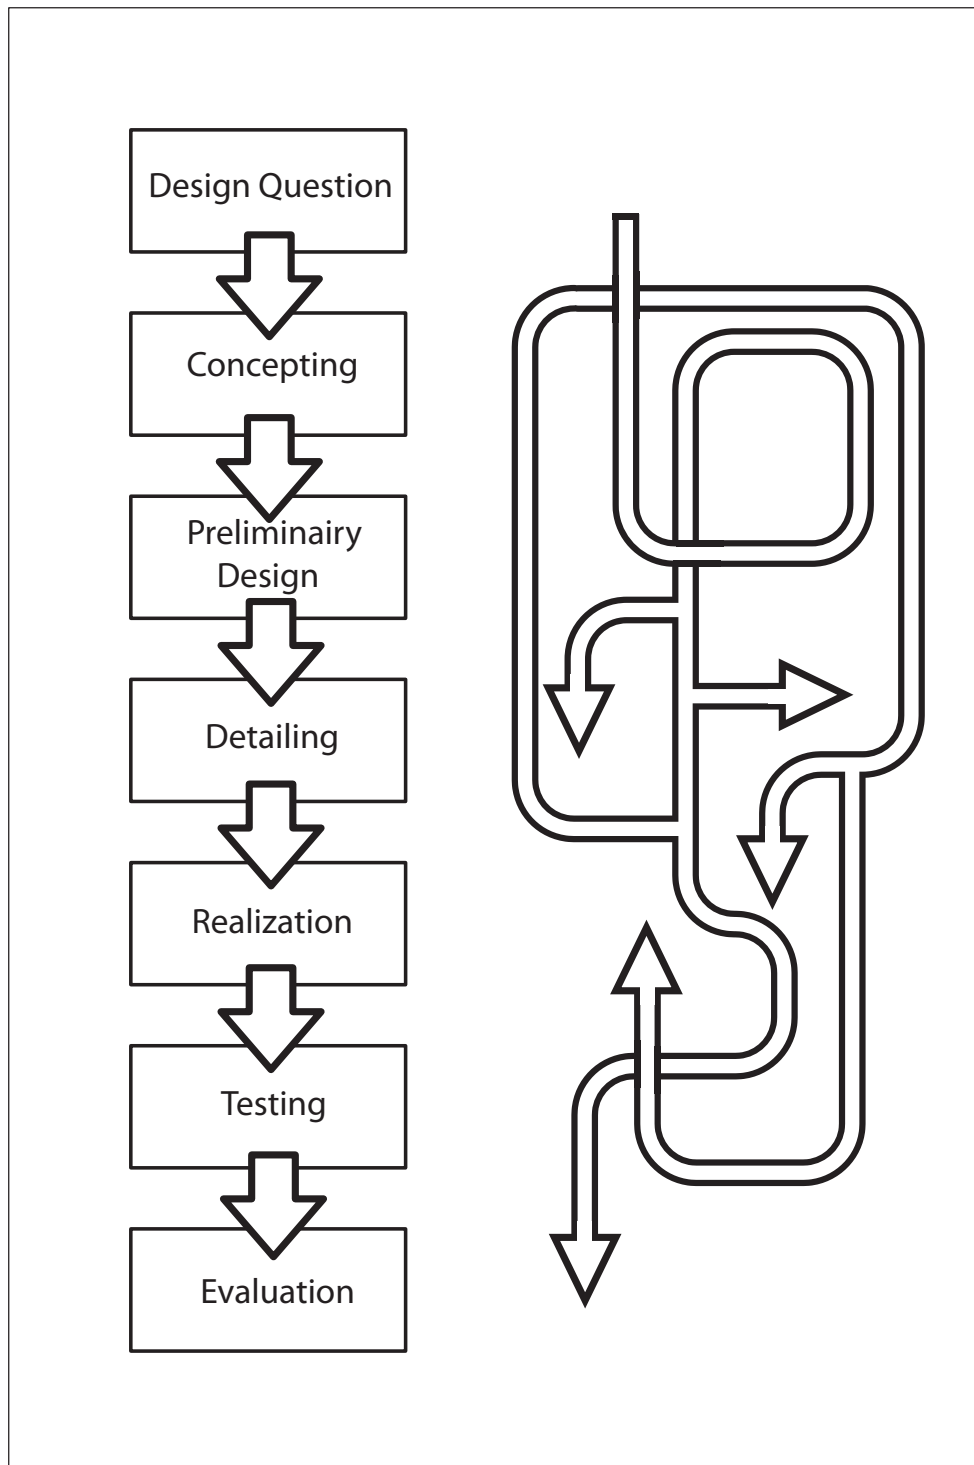 Design Question
Concepting
Preliminairy
Design
Detailing
Realization
Testing
Evaluation